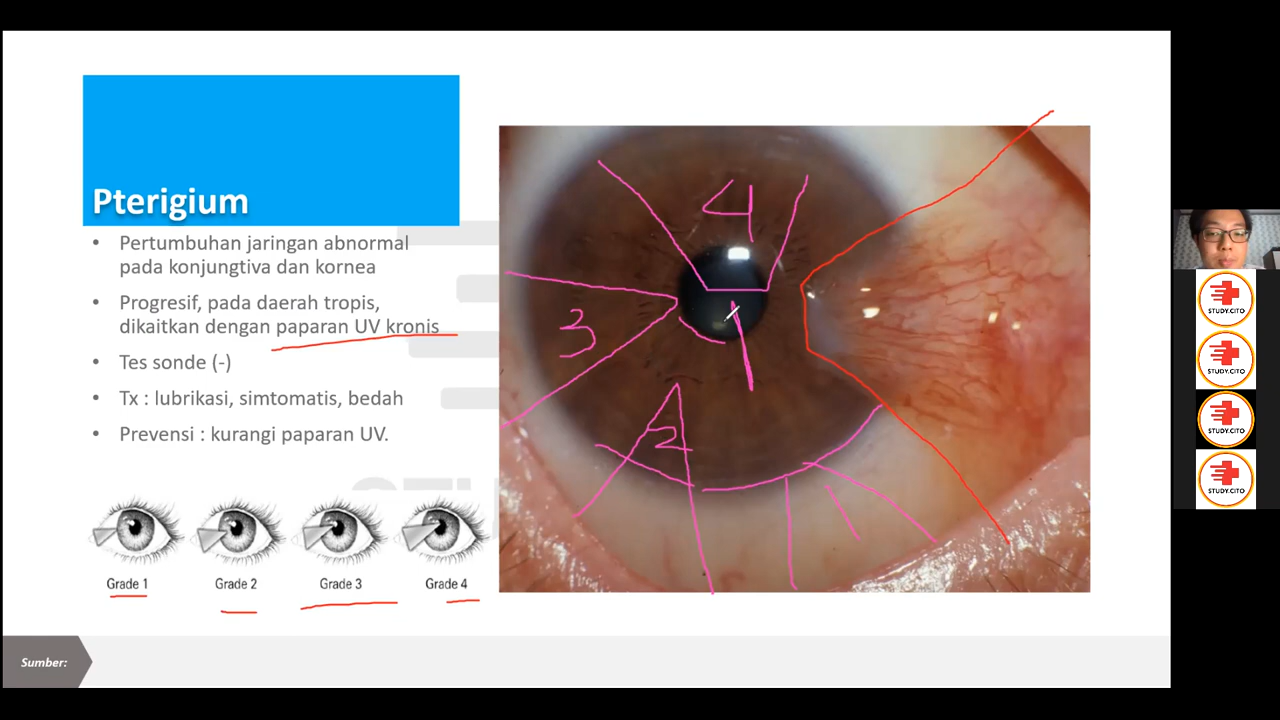 Pterigium
• Pertumbuhan jaringan abnormal
pada konjungtiva dan kornea
• Progresif, pada daerah tropis,
dikaitkan dengan paparan UV kronis
• Tes sonde (-)
• Tx : lubrikasi, simtomatis, bedah
• Prevensi : kurangi paparan UV.
Grade 1
Grade 2
Grade 3
Grade 4
4
3
2
Sumber:
STUDY.CITO
STUDY.CITO
STUDY.CITO
STUDY.CITO